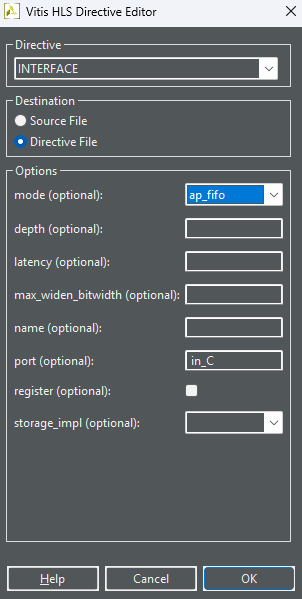 Vitis HLS Directive Editor
Directive
INTERFACE
Destination
Source File
Directive File
Options
mode (optional): ap_fifo
depth (optional):
latency (optional):
max_widen_bitwidth (optional):
name (optional):
port (optional): in_C
register (optional):
storage_impl (optional):
Help Cancel OK